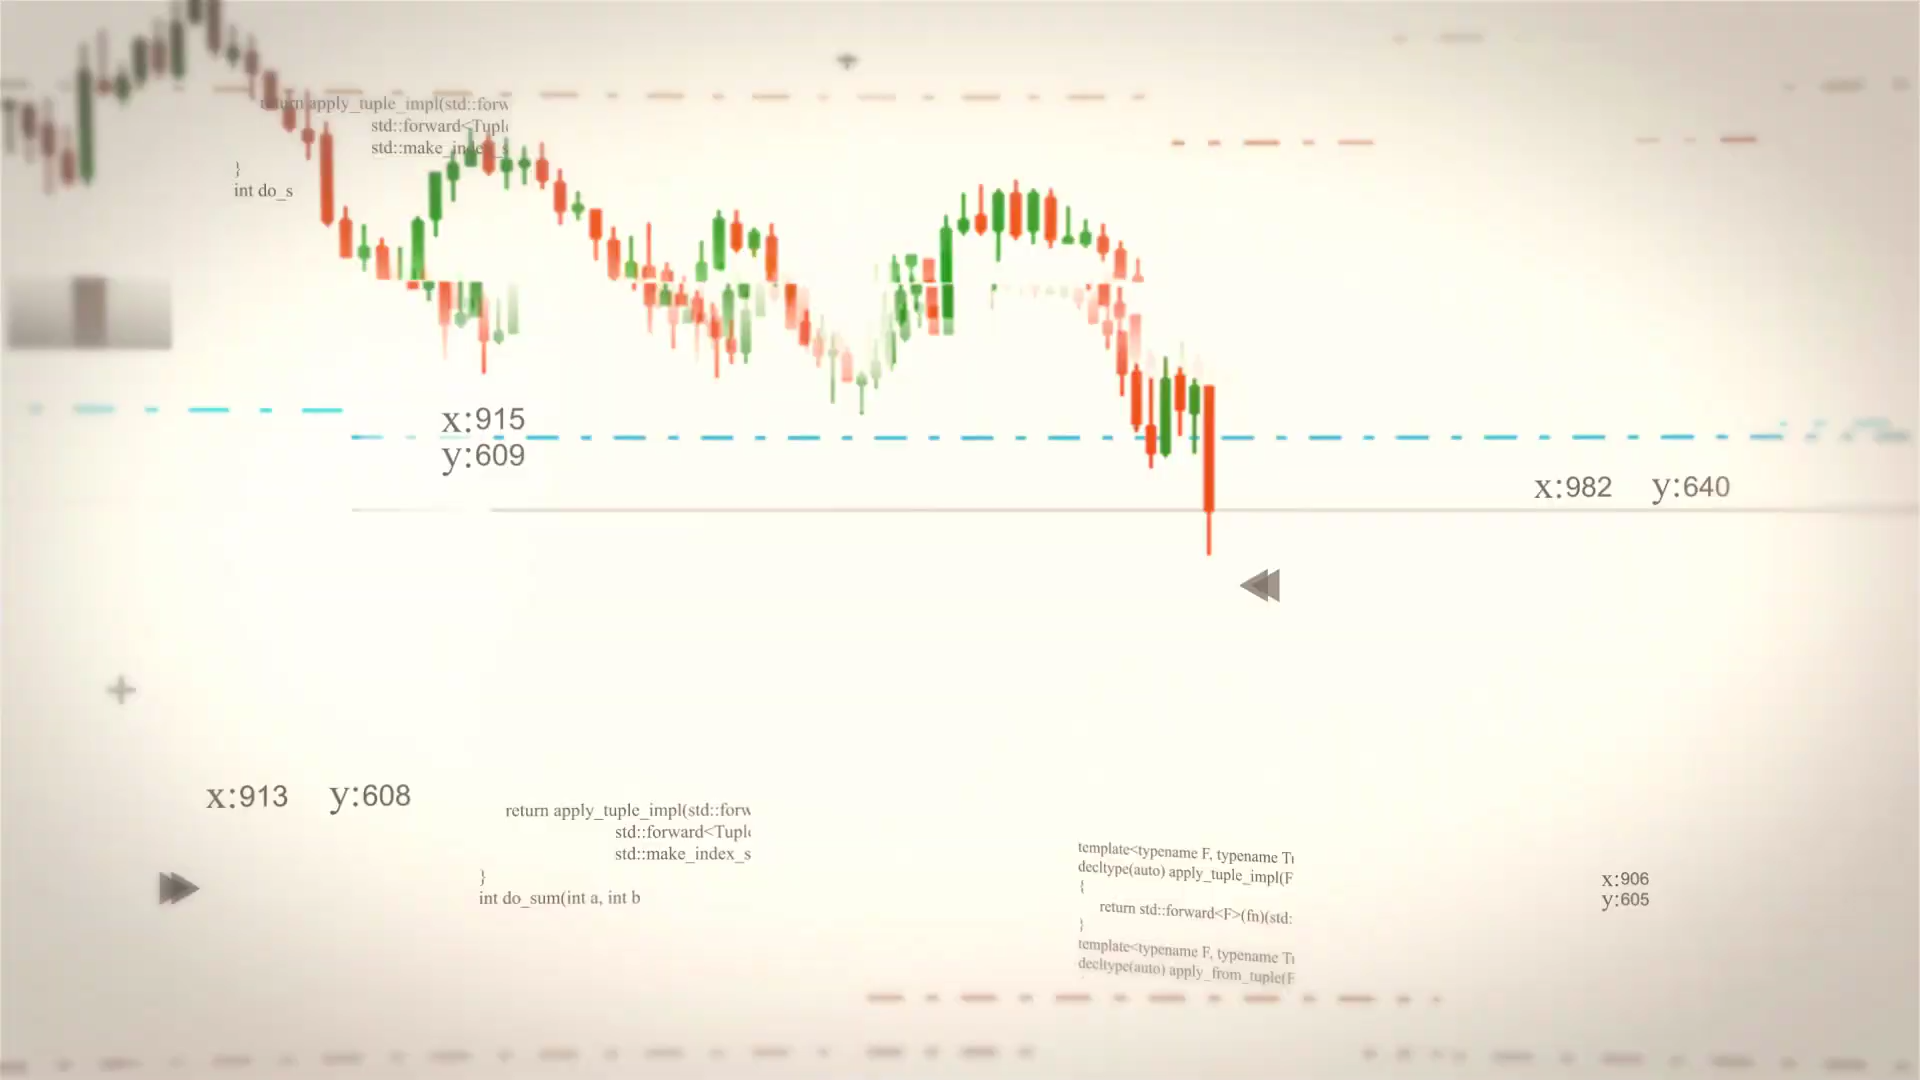 return apply_tuple_impl(std::forw
std::forward<Tupl
std::make_index_s
}
int do_s
x:915
y:609
x:982 y:640
x:913 y:608
return apply_tuple_impl(std::forw
std::forward<Tupl
std::make_index_s
}
int do_sum(int a, int b
template<typename F, typename T
decltype(auto) apply_tuple_impl(F
{
return std::forward<F>(fn)(std:
}
template<typename F, typename T
decltype(auto) apply_from_tuple(F
x:906
y:605